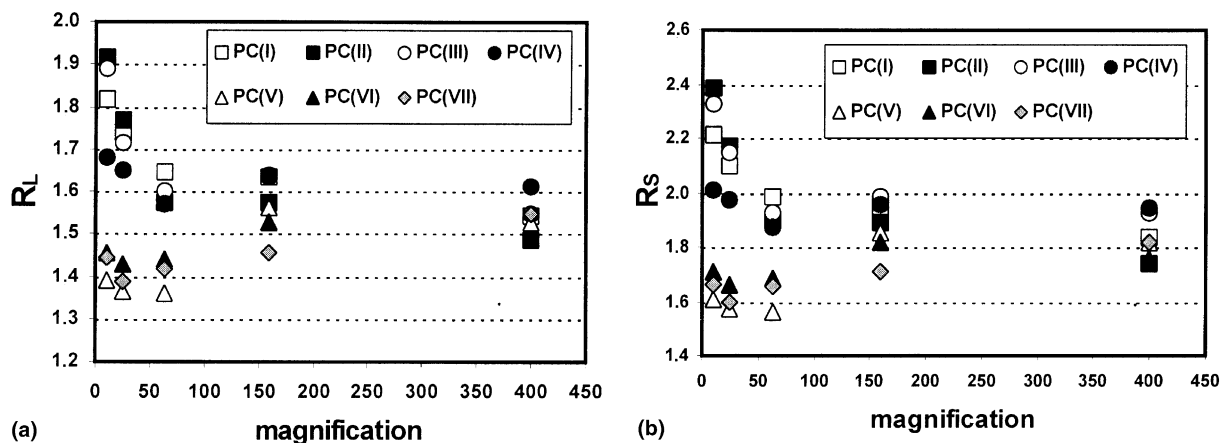 2.0
1.9
1.8
1.7
1.6
1.5
1.4
1.3
1.2
RL
PC(I) PC(II) PC(III) PC(IV)
PC(V) PC(VI) PC(VII)
0 50 100 150 200 250 300 350 400 450
(a) magnification
2.6
2.4
2.2
2.0
1.8
1.6
1.4
RS
PC(I) PC(II) PC(III) PC(IV)
PC(V) PC(VI) PC(VII)
0 50 100 150 200 250 300 350 400 450
(b) magnification